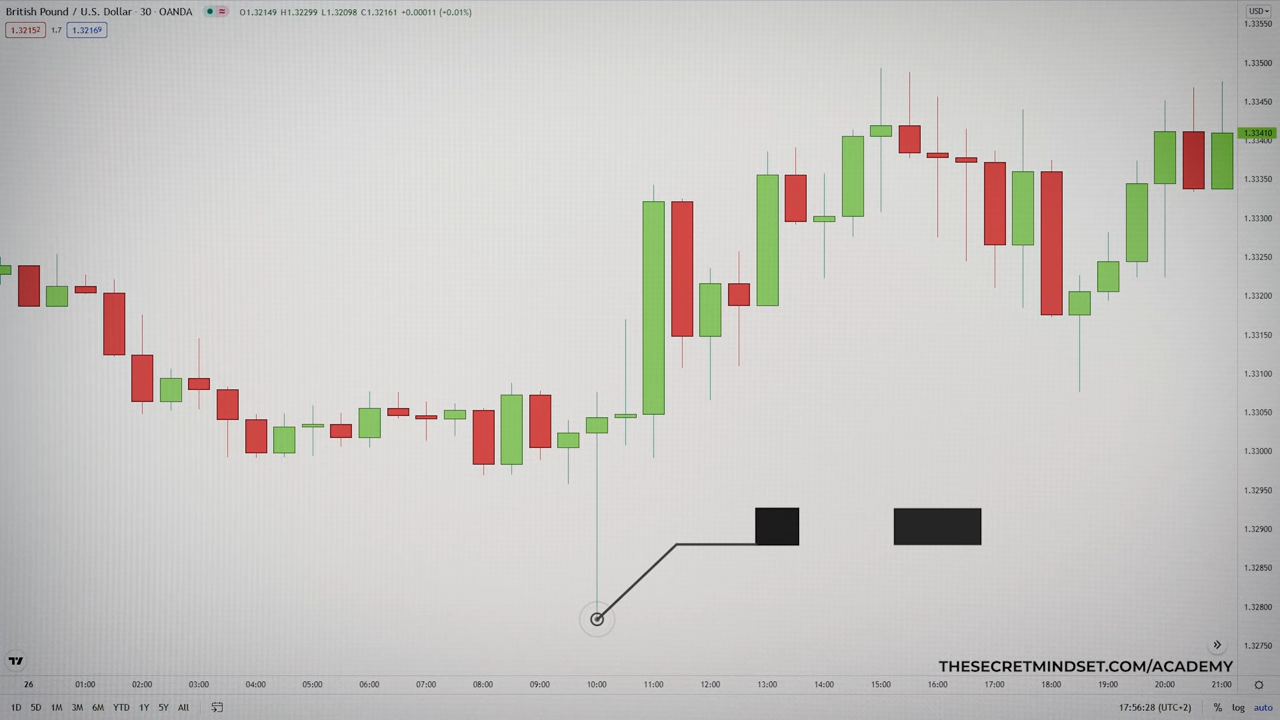 British Pound / U.S. Dollar · 30 · OANDA
O1.32149 H1.32299 L1.32098 C1.32161 +0.00011 (+0.01%)
USD
1.32152 1.7 1.32169
1.33550
1.33500
1.33450
1.33410
1.33400
1.33350
1.33300
1.33250
1.33200
1.33150
1.33100
1.33050
1.33000
1.32950
1.32900
1.32850
1.32800
1.32750
THESECRETMINDSET.COM/ACADEMY
26 01:00 02:00 03:00 04:00 05:00 06:00 07:00 08:00 09:00 10:00 11:00 12:00 13:00 14:00 15:00 16:00 17:00 18:00 19:00 20:00 21:00
1D 5D 1M 3M 6M YTD 1Y 5Y All 17:56:28 (UTC+2) % log auto